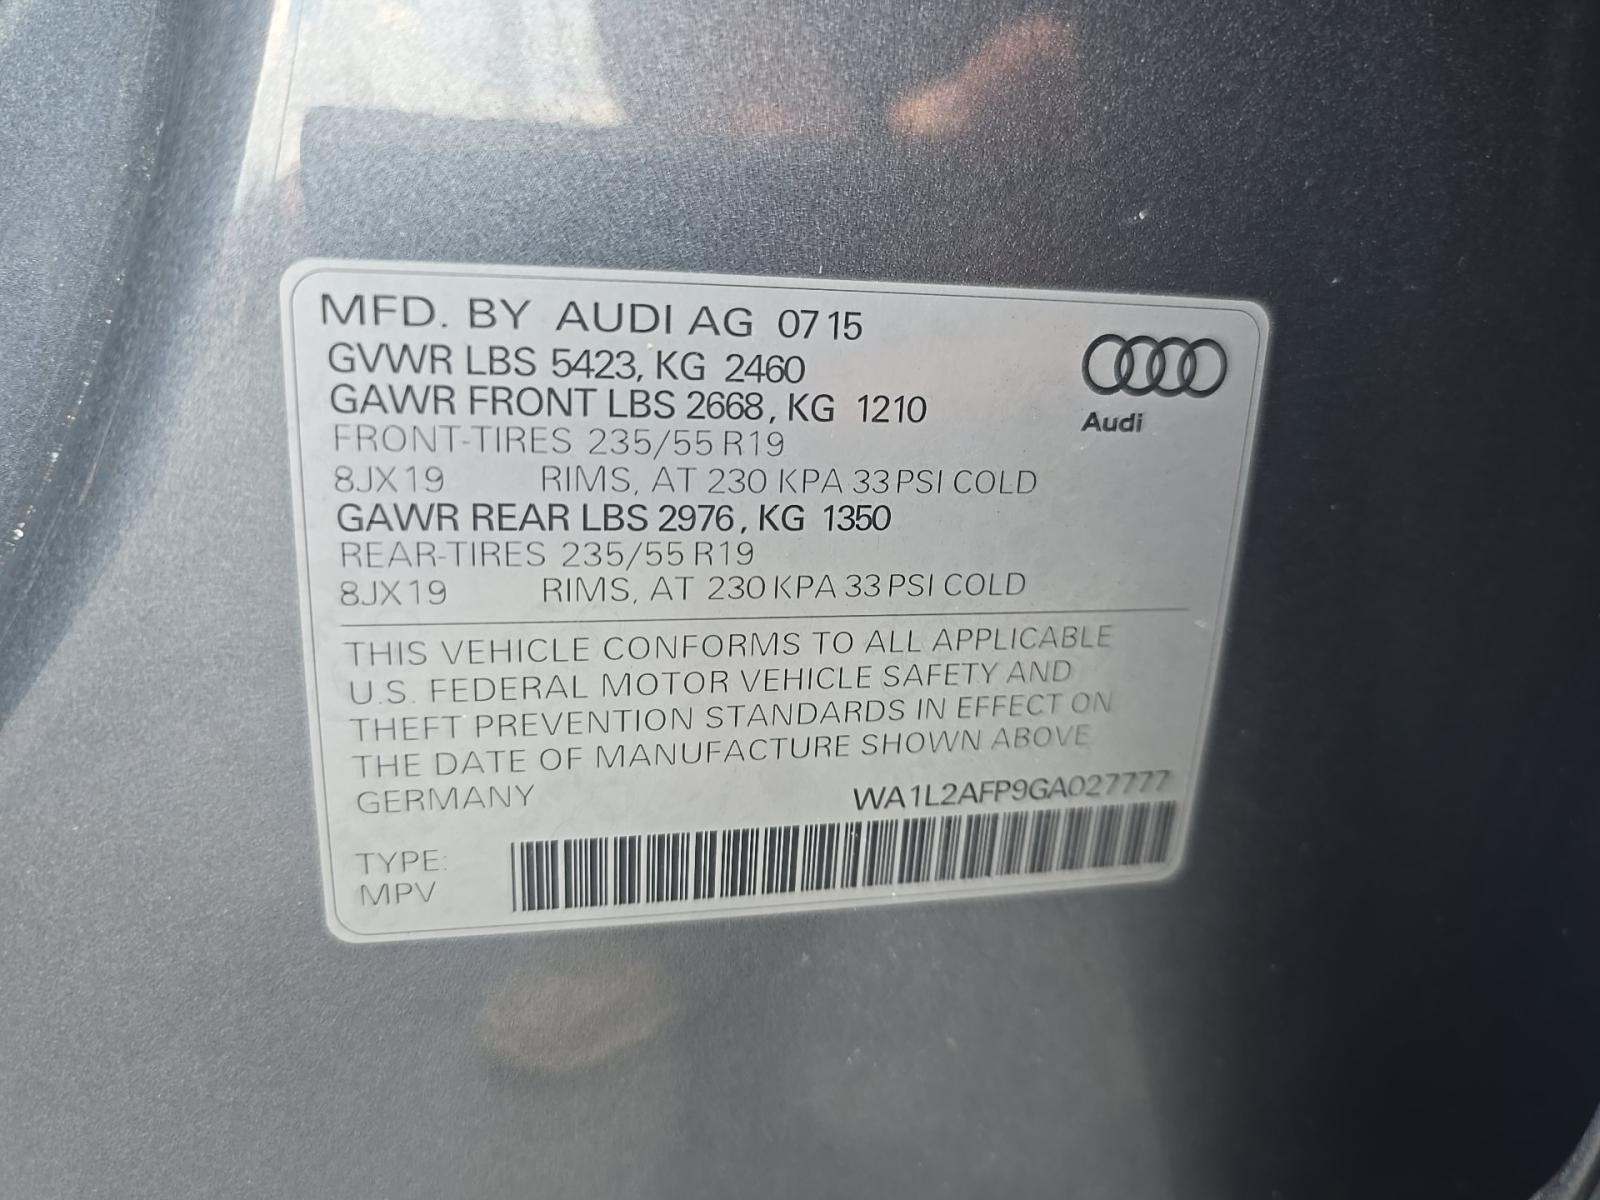 MFD. BY AUDI AG 07 15
GVWR LBS 5423, KG 2460
GAWR FRONT LBS 2668, KG 1210
FRONT-TIRES 235/55 R19
8JX19 RIMS, AT 230 KPA 33 PSI COLD
GAWR REAR LBS 2976, KG 1350
REAR-TIRES 235/55 R19
8JX19 RIMS, AT 230 KPA 33 PSI COLD
Audi
THIS VEHICLE CONFORMS TO ALL APPLICABLE
U.S. FEDERAL MOTOR VEHICLE SAFETY AND
THEFT PREVENTION STANDARDS IN EFFECT ON
THE DATE OF MANUFACTURE SHOWN ABOVE.
GERMANY WA1L2AFP9GA027777
TYPE:
MPV